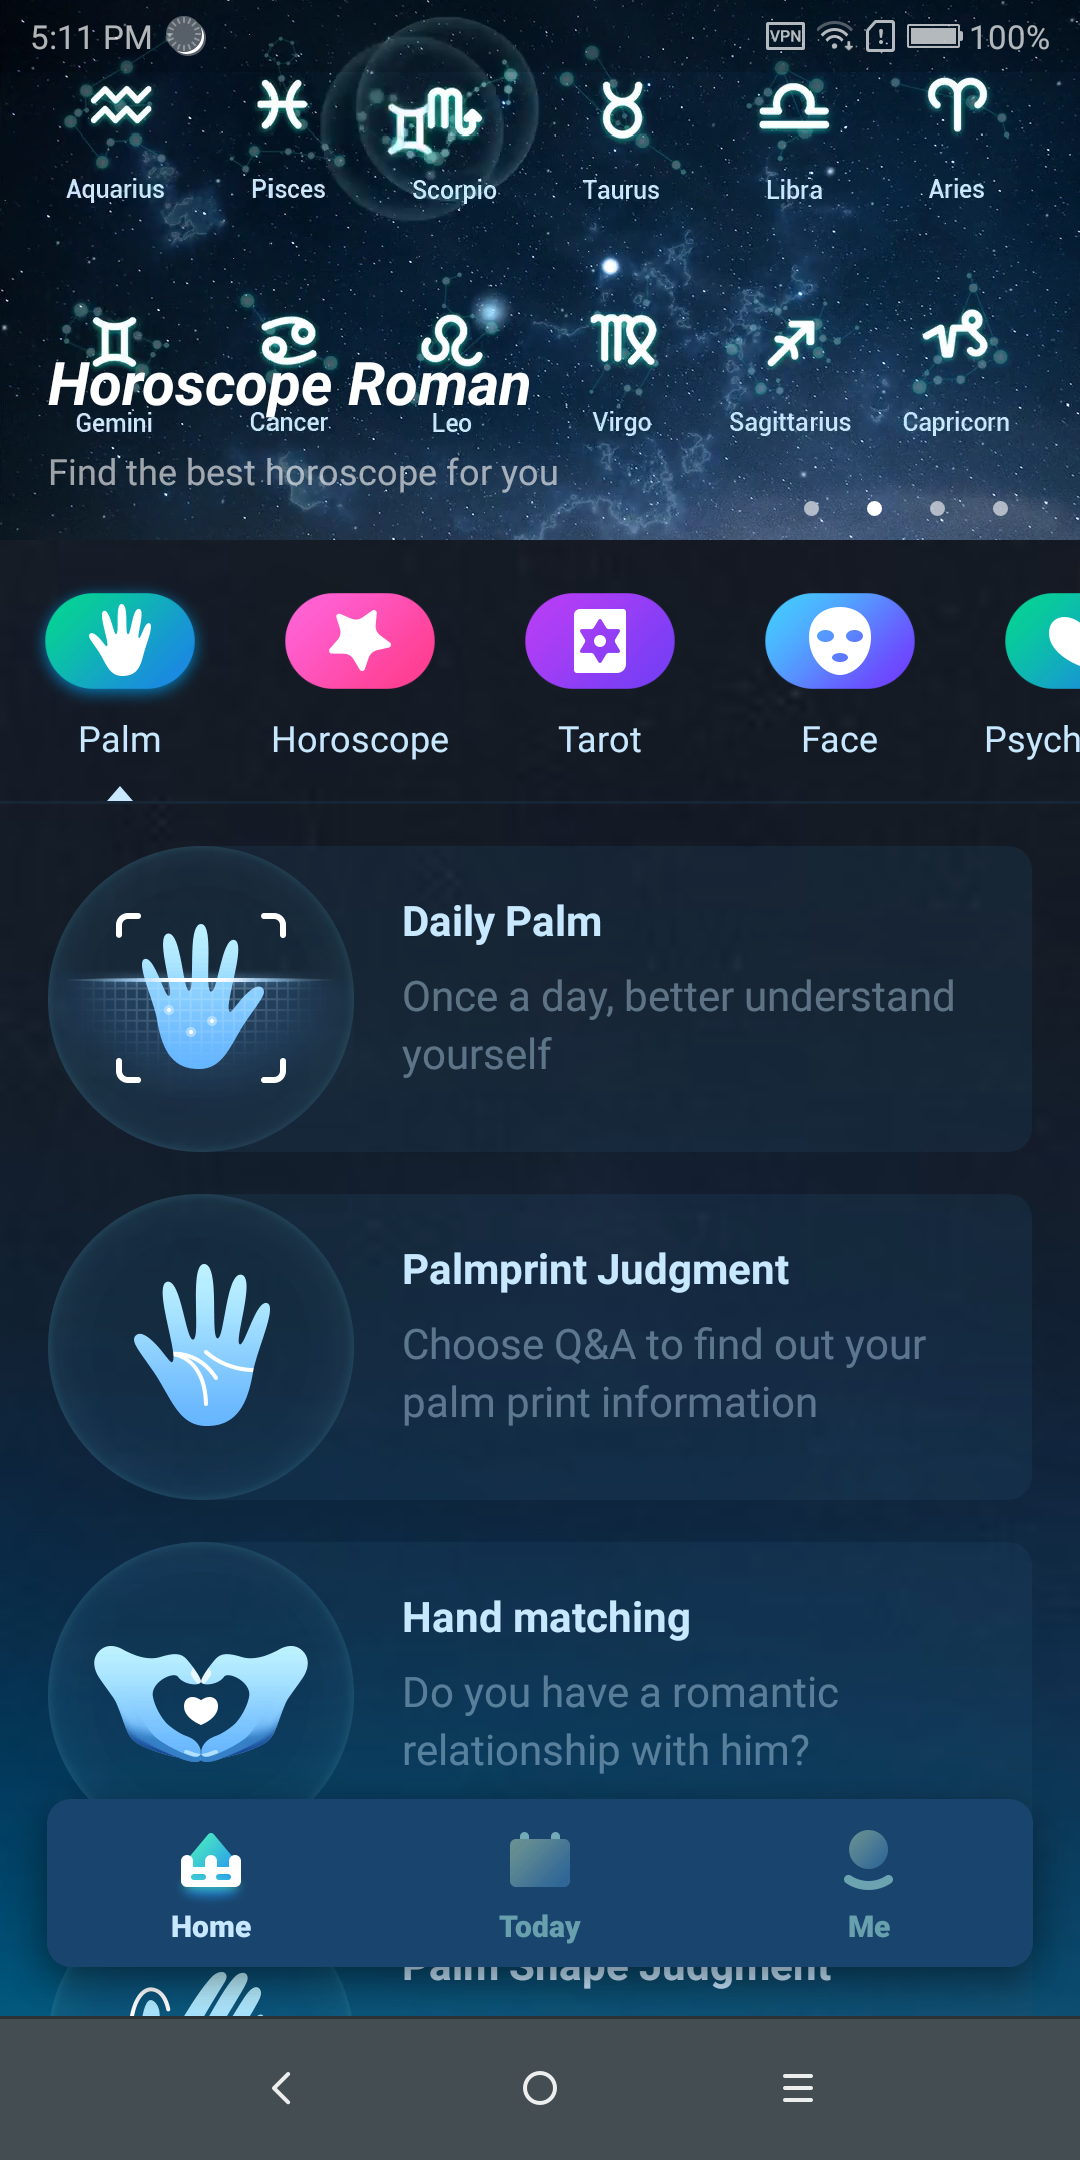 5:11 PM
VPN
100%
Aquarius Pisces Scorpio Taurus Libra Aries
Gemini Cancer Leo Virgo Sagittarius Capricorn
Horoscope Roman
Find the best horoscope for you
Palm Horoscope Tarot Face Psych
Daily Palm
Once a day, better understand
yourself
Palmprint Judgment
Choose Q&A to find out your
palm print information
Hand matching
Do you have a romantic
relationship with him?
Home Today Me
Palm Shape Judgment